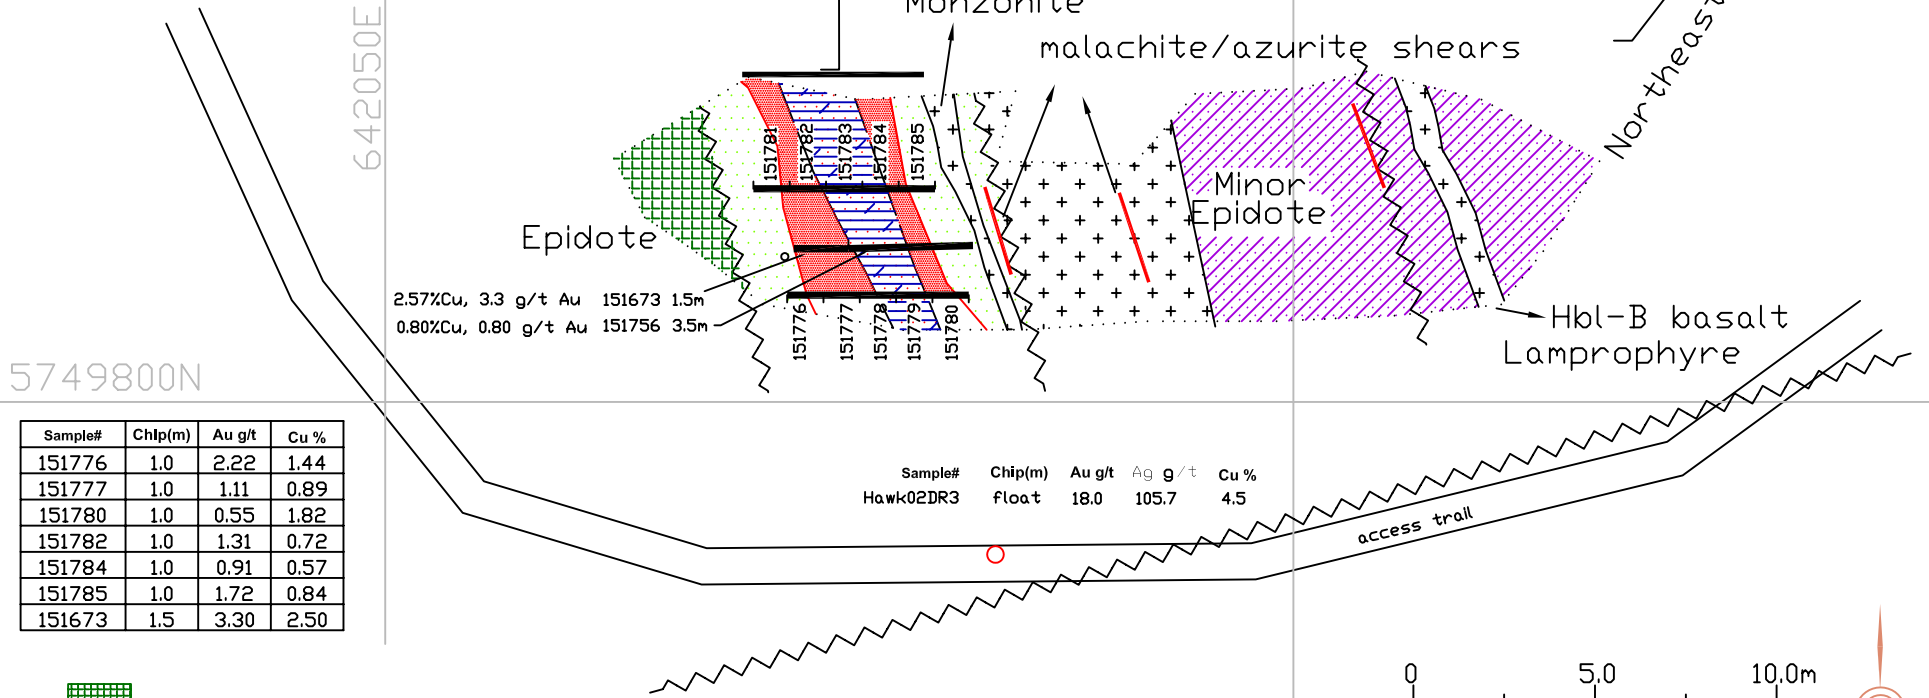 Monzonite
malachite/azurite shears
Northeast
642050E
151781
151782
151783
151784
151785
Minor
Epidote
Epidote
2.57%Cu, 3.3 g/t Au 151673 1.5m
0.80%Cu, 0.80 g/t Au 151756 3.5m
151776
151777
151778
151779
151780
Hbl-B basalt
Lamprophyre
5749800N
Sample# Chip(m) Au g/t Cu %
151776 1.0 2.22 1.44
151777 1.0 1.11 0.89
151780 1.0 0.55 1.82
151782 1.0 1.31 0.72
151784 1.0 0.91 0.57
151785 1.0 1.72 0.84
151673 1.5 3.30 2.50
Sample# Chip(m) Au g/t Ag g/t Cu %
Hawk02DR3 float 18.0 105.7 4.5
access trail
0 5.0 10.0m